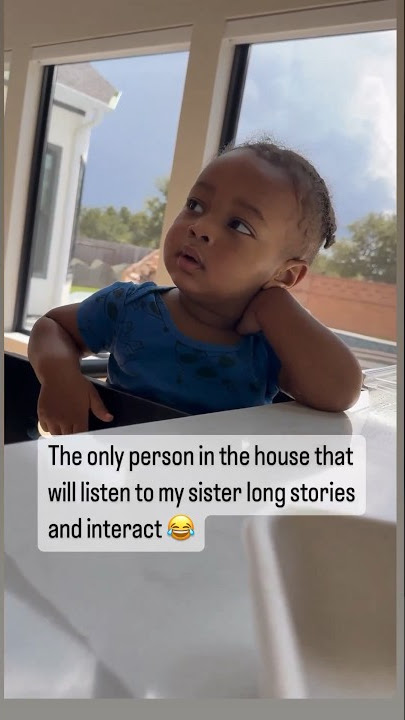 The only person in the house that
will listen to my sister long stories
and interact 😂